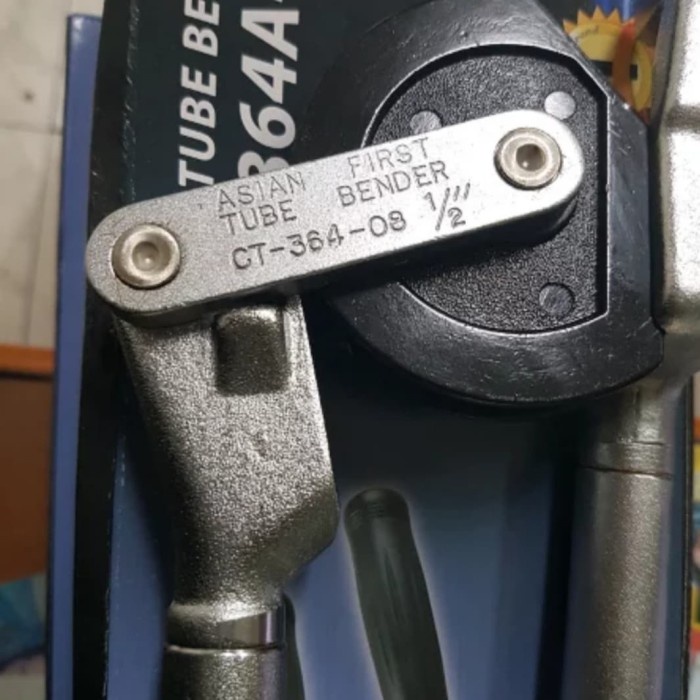 TUBE BE
364A
ASIAN FIRST
TUBE BENDER
CT-364-08 1/2"